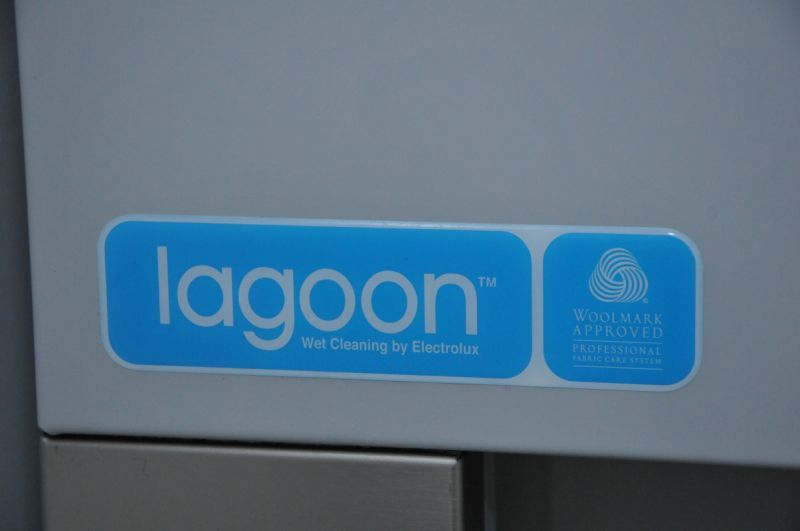 lagoon™
Wet Cleaning by Electrolux
®
WOOLMARK
APPROVED
PROFESSIONAL
FABRIC CARE SYSTEM